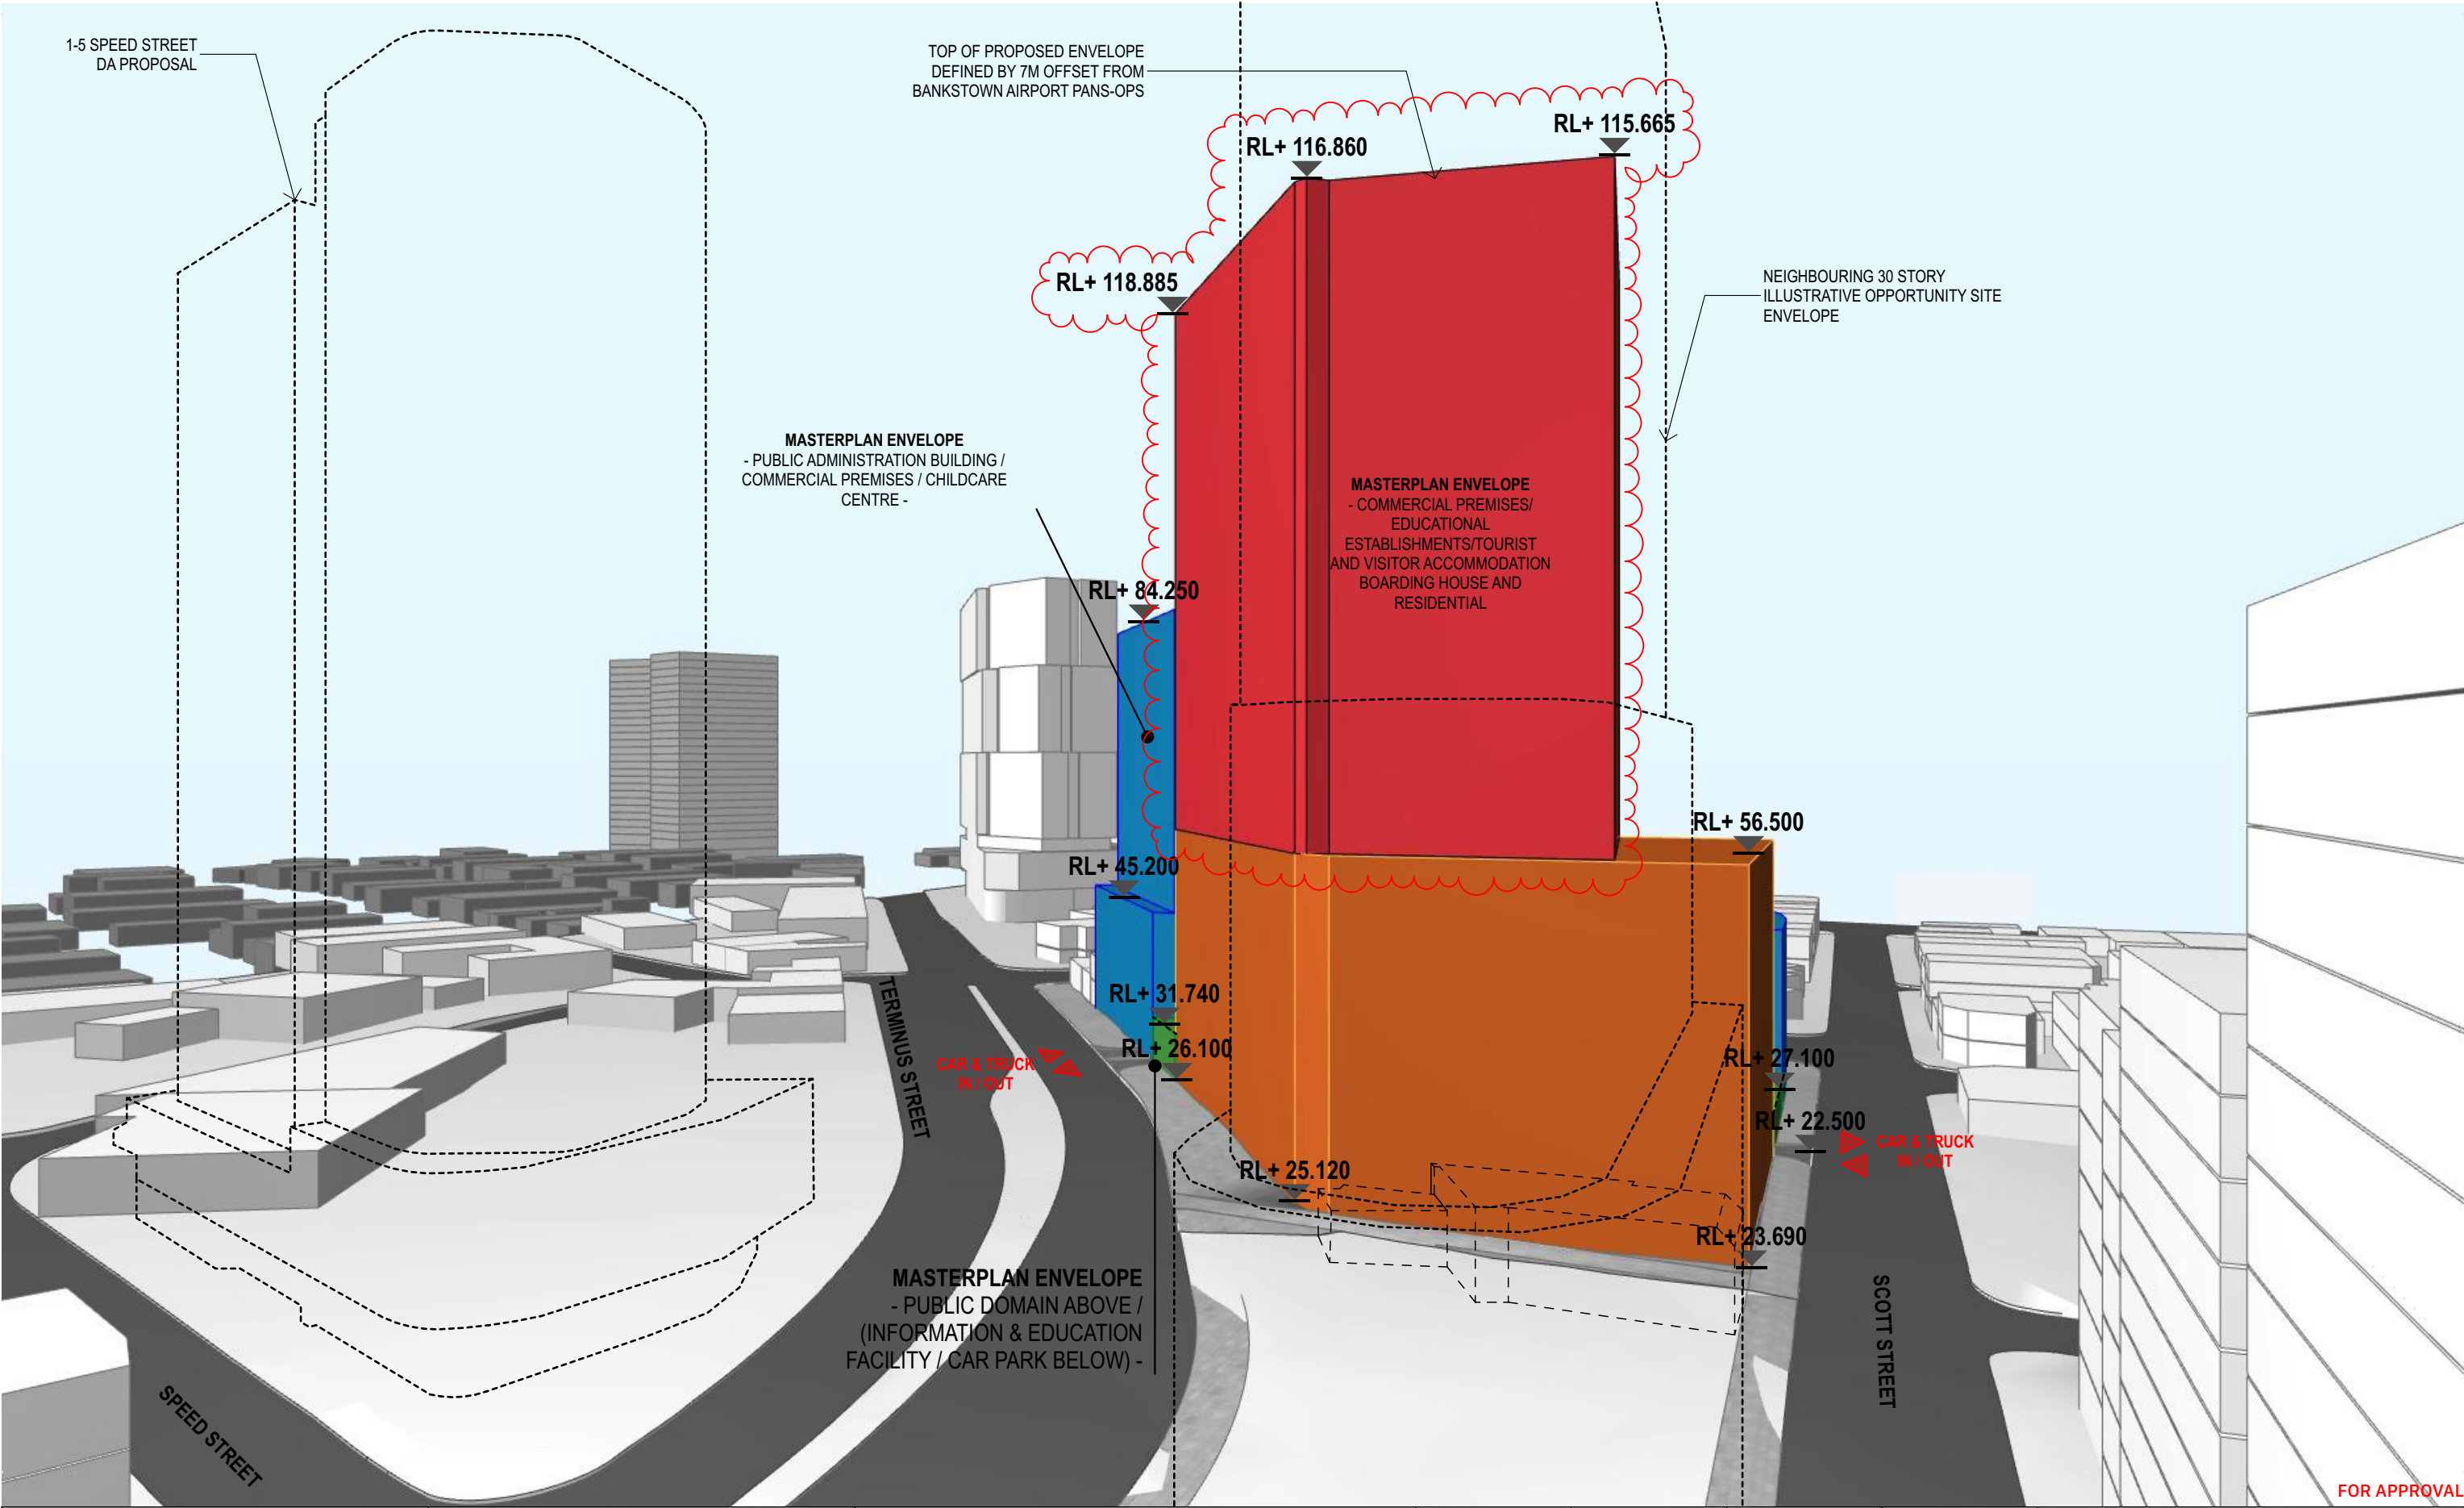 1-5 SPEED STREET
DA PROPOSAL
TOP OF PROPOSED ENVELOPE
DEFINED BY 7M OFFSET FROM
BANKSTOWN AIRPORT PANS-OPS
RL+ 116.860
RL+ 115.665
RL+ 118.885
NEIGHBOURING 30 STORY
ILLUSTRATIVE OPPORTUNITY SITE
ENVELOPE
MASTERPLAN ENVELOPE
- PUBLIC ADMINISTRATION BUILDING /
COMMERCIAL PREMISES / CHILDCARE
CENTRE -
MASTERPLAN ENVELOPE
- COMMERCIAL PREMISES/
EDUCATIONAL
ESTABLISHMENTS/TOURIST
AND VISITOR ACCOMMODATION
BOARDING HOUSE AND
RESIDENTIAL
RL+ 84.250
RL+ 56.500
RL+ 45.200
RL+ 31.740
RL+ 26.100
TERMINUS STREET
CAR & TRUCK
IN / OUT
RL+ 27.100
RL+ 22.500
CAR & TRUCK
IN / OUT
RL+ 25.120
RL+ 23.690
MASTERPLAN ENVELOPE
- PUBLIC DOMAIN ABOVE /
(INFORMATION & EDUCATION
FACILITY / CAR PARK BELOW) -
SCOTT STREET
SPEED STREET
FOR APPROVAL